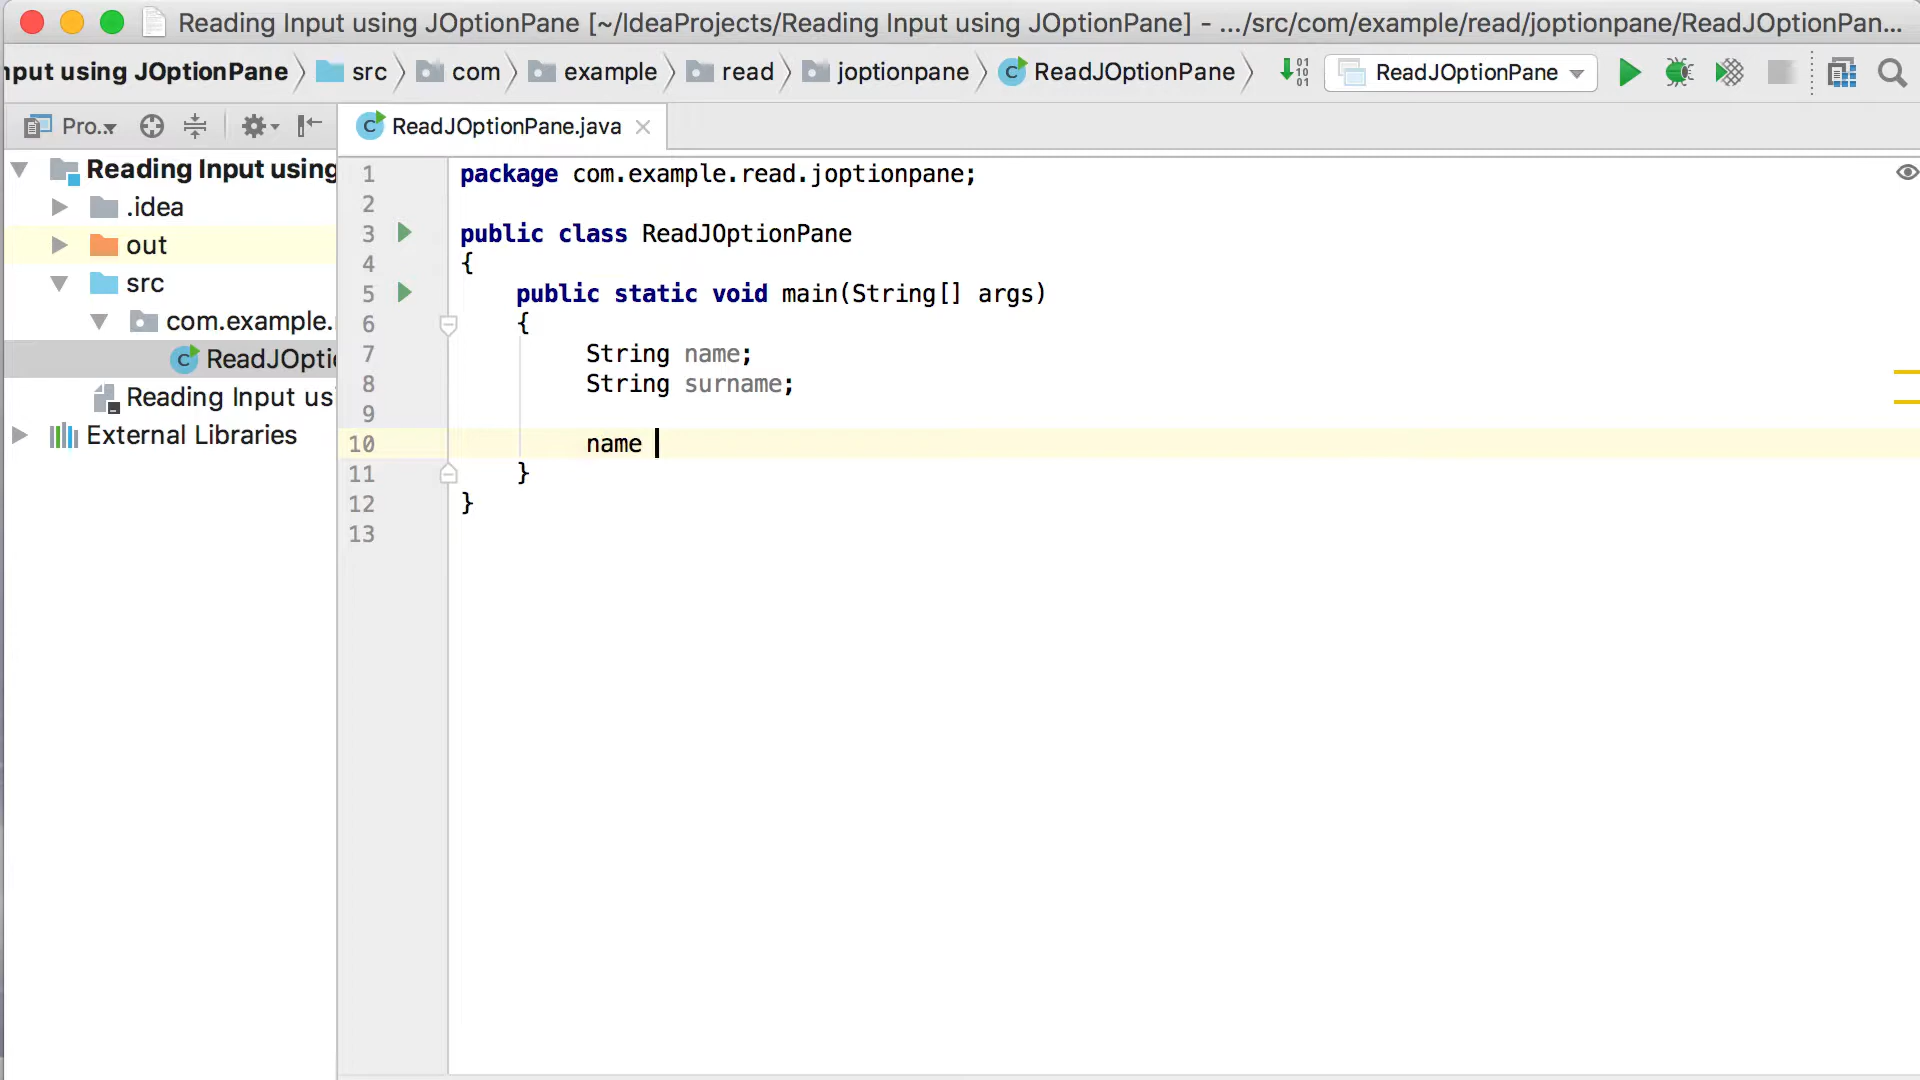 Reading Input using JOptionPane [~/IdeaProjects/Reading Input using JOptionPane] - .../src/com/example/read/joptionpane/ReadJOptionPan...
nput using JOptionPane src com example read joptionpane C ReadJOptionPane ReadJOptionPane
Pro.. C ReadJOptionPane.java
Reading Input using
.idea
out
src
com.example.
C ReadJOptio
Reading Input us
External Libraries
1 package com.example.read.joptionpane;
2
3 public class ReadJOptionPane
4 {
5 public static void main(String[] args)
6 {
7 String name;
8 String surname;
9
10 name
11 }
12 }
13